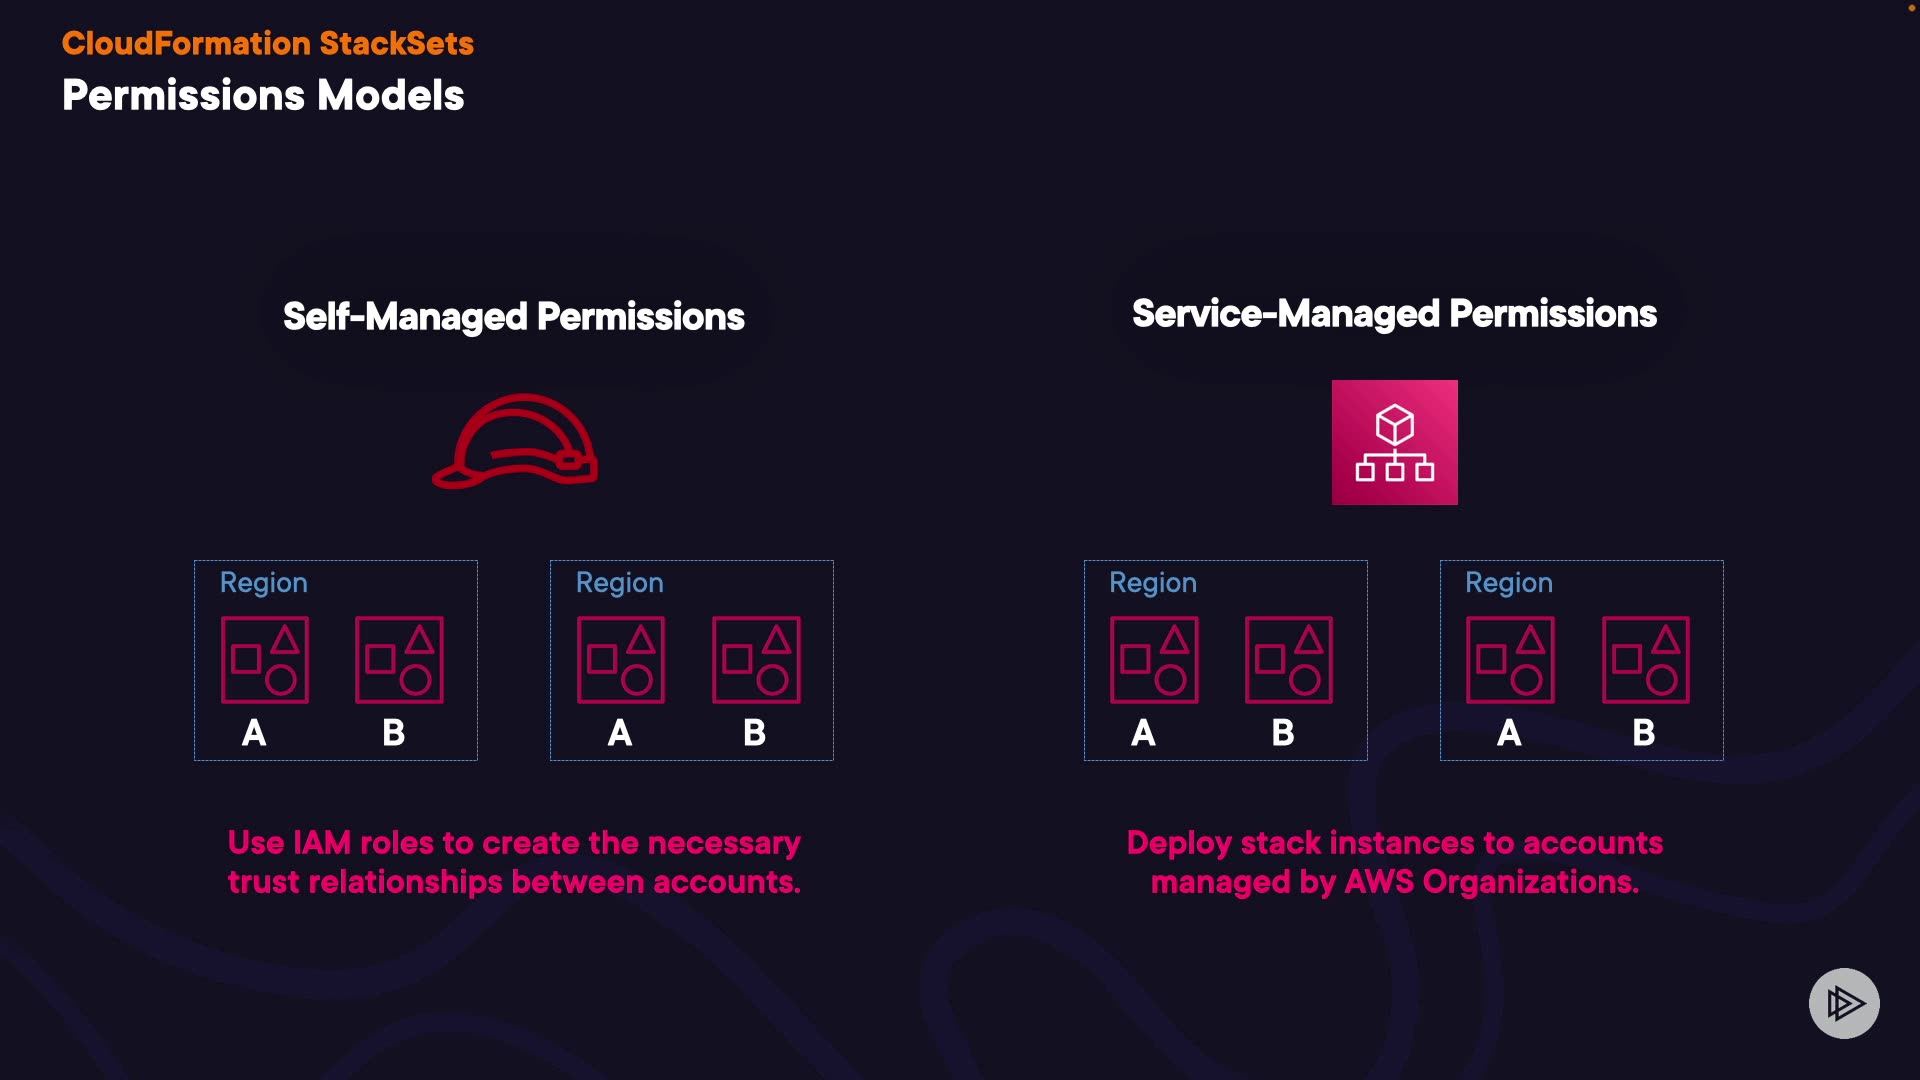 CloudFormation StackSets
Permissions Models
Self-Managed Permissions
Region
A B
Region
A B
Use IAM roles to create the necessary
trust relationships between accounts.
Service-Managed Permissions
Region
A B
Region
A B
Deploy stack instances to accounts
managed by AWS Organizations.